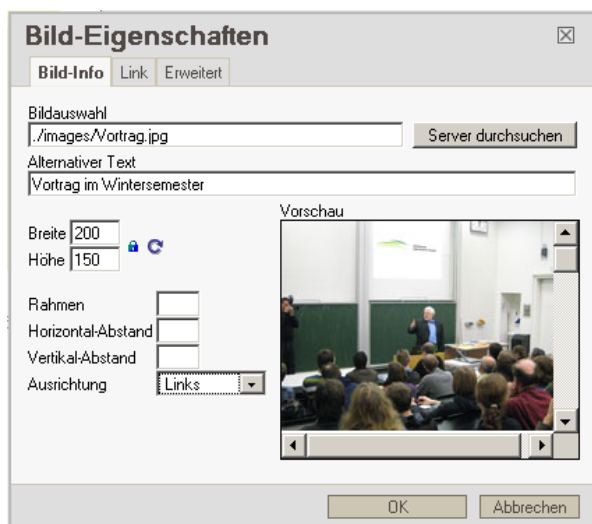 Bild-Eigenschaften
Bild-Info Link Erweitert
Bildauswahl
./images/Vortrag.jpg Server durchsuchen
Alternativer Text
Vortrag im Wintersemester
Vorschau
Breite 200
Höhe 150
Rahmen
Horizontal-Abstand
Vertikal-Abstand
Ausrichtung Links
OK Abbrechen